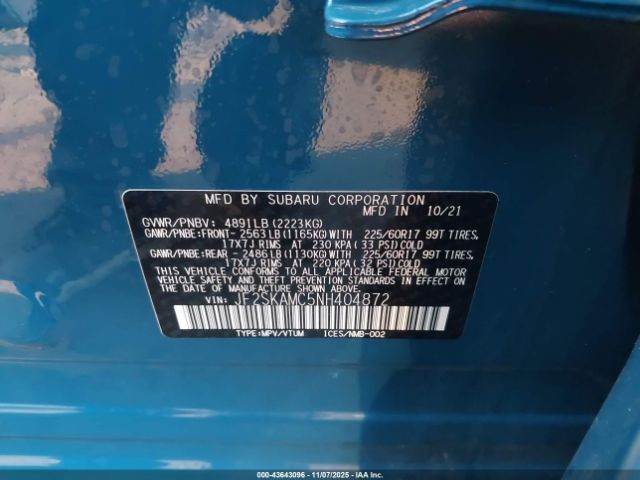 MFD BY SUBARU CORPORATION
MFD IN 10/21
GVWR/PNBV: 4891LB (2223KG)
GAWR/PNBE:FRONT- 2563LB (1165KG) WITH 225/60R17 99T TIRES,
17X7J RIMS AT 230 KPA (33 PSI) COLD
GAWR/PNBE:REAR - 2486LB (1130KG) WITH 225/60R17 99T TIRES,
17X7J RIMS AT 220 KPA (32 PSI) COLD
THIS VEHICLE CONFORMS TO ALL APPLICABLE FEDERAL MOTOR
VEHICLE SAFETY AND THEFT PREVENTION STANDARDS IN EFFECT
ON THE DATE OF MANUFACTURE SHOWN ABOVE.
VIN: JF2SKAMC5NH404872
TYPE:MPV/VTUM ICES/NMB-002
000-43643096 - 11/07/2025 - IAA Holdings, LLC.